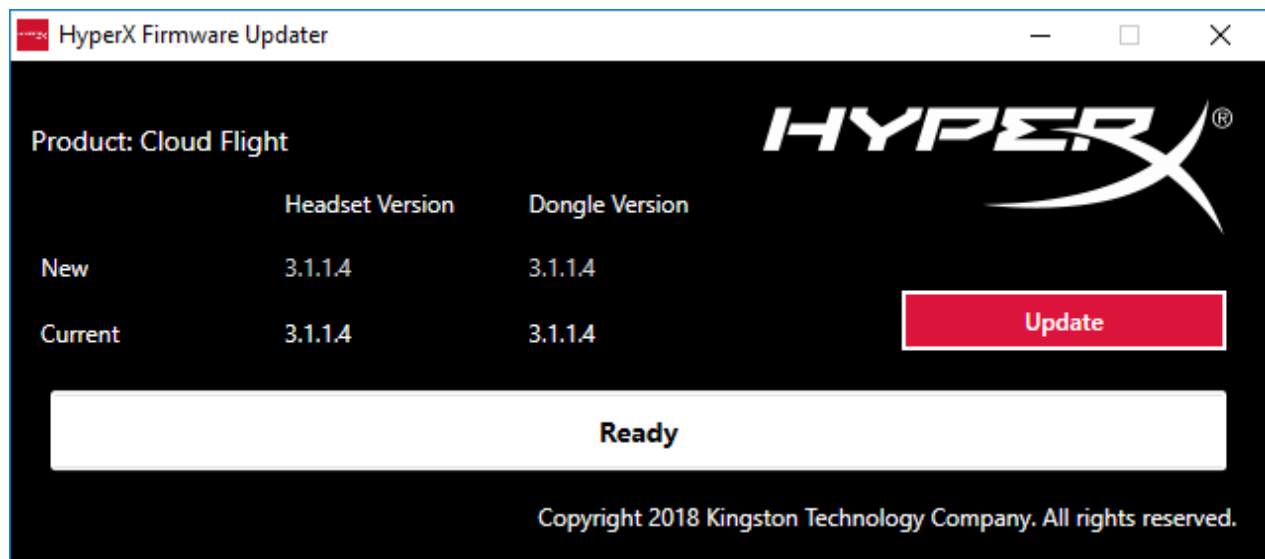 HyperX Firmware Updater
HYPERX®
Product: Cloud Flight
Headset Version Dongle Version
New 3.1.1.4 3.1.1.4
Current 3.1.1.4 3.1.1.4
Update
Ready
Copyright 2018 Kingston Technology Company. All rights reserved.